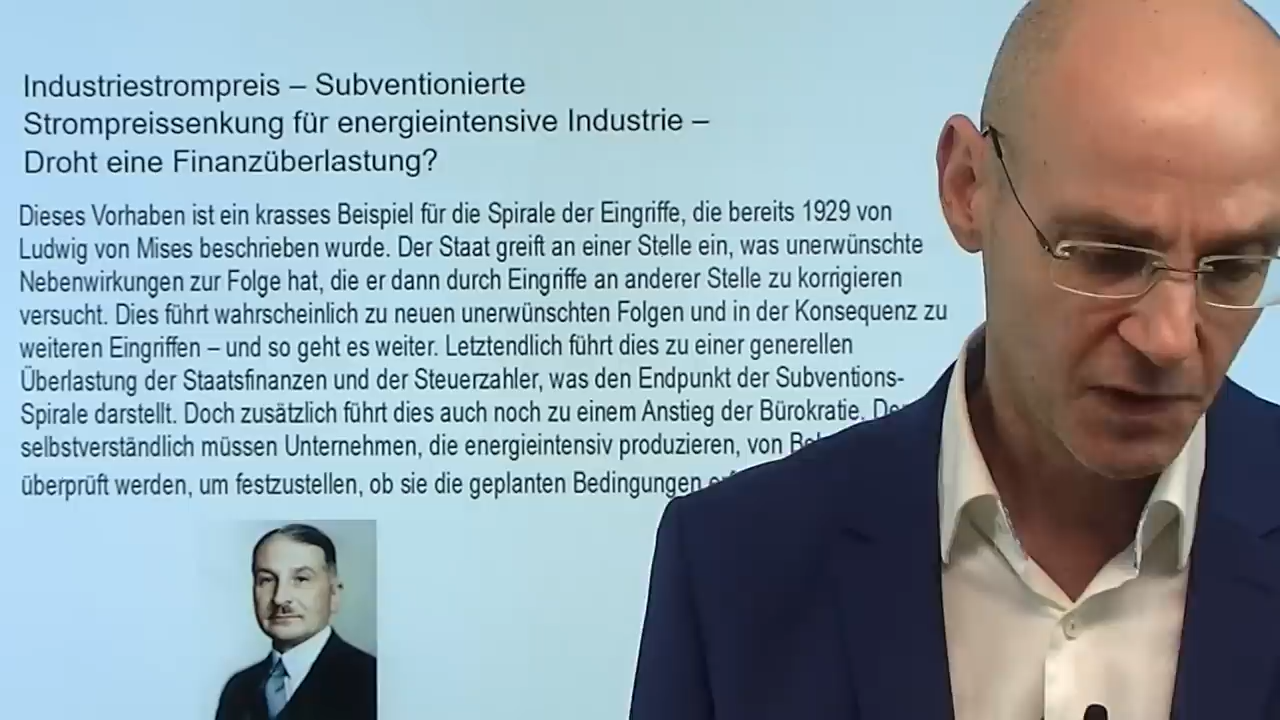 Industriestrompreis – Subventionierte
Strompreissenkung für energieintensive Industrie –
Droht eine Finanzüberlastung?
Dieses Vorhaben ist ein krasses Beispiel für die Spirale der Eingriffe, die bereits 1929 von
Ludwig von Mises beschrieben wurde. Der Staat greift an einer Stelle ein, was unerwünschte
Nebenwirkungen zur Folge hat, die er dann durch Eingriffe an anderer Stelle zu korrigieren
versucht. Dies führt wahrscheinlich zu neuen unerwünschten Folgen und in der Konsequenz zu
weiteren Eingriffen – und so geht es weiter. Letztendlich führt dies zu einer generellen
Überlastung der Staatsfinanzen und der Steuerzahler, was den Endpunkt der Subventions-
Spirale darstellt. Doch zusätzlich führt dies auch noch zu einem Anstieg der Bürokratie.
selbstverständlich müssen Unternehmen, die energieintensiv produzieren, von
überprüft werden, um festzustellen, ob sie die geplanten Bedingungen